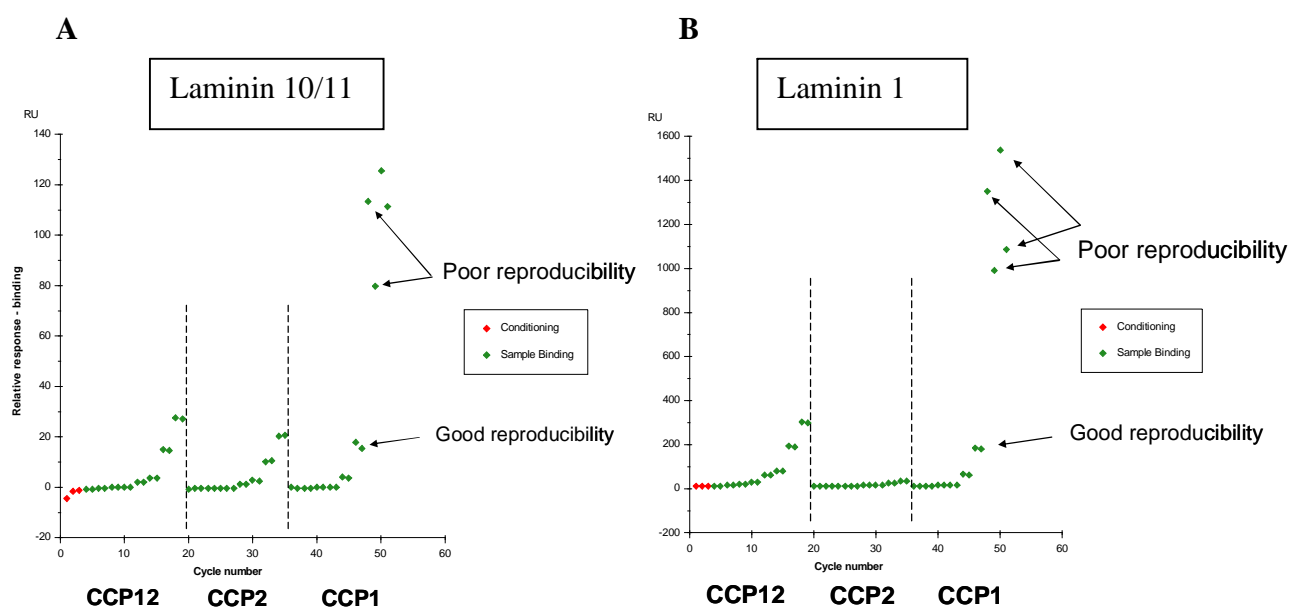 A
Laminin 10/11
RU
140
120
100
80
60
40
20
0
-20
Relative response - binding
0 10 20 30 40 50 60
Cycle number
CCP12 CCP2 CCP1
Poor reproducibility
Conditioning
Sample Binding
Good reproducibility
B
Laminin 1
RU
1600
1400
1200
1000
800
600
400
200
0
-200
0 10 20 30 40 50 60
Cycle number
CCP12 CCP2 CCP1
Poor reproducibility
Conditioning
Sample Binding
Good reproducibility